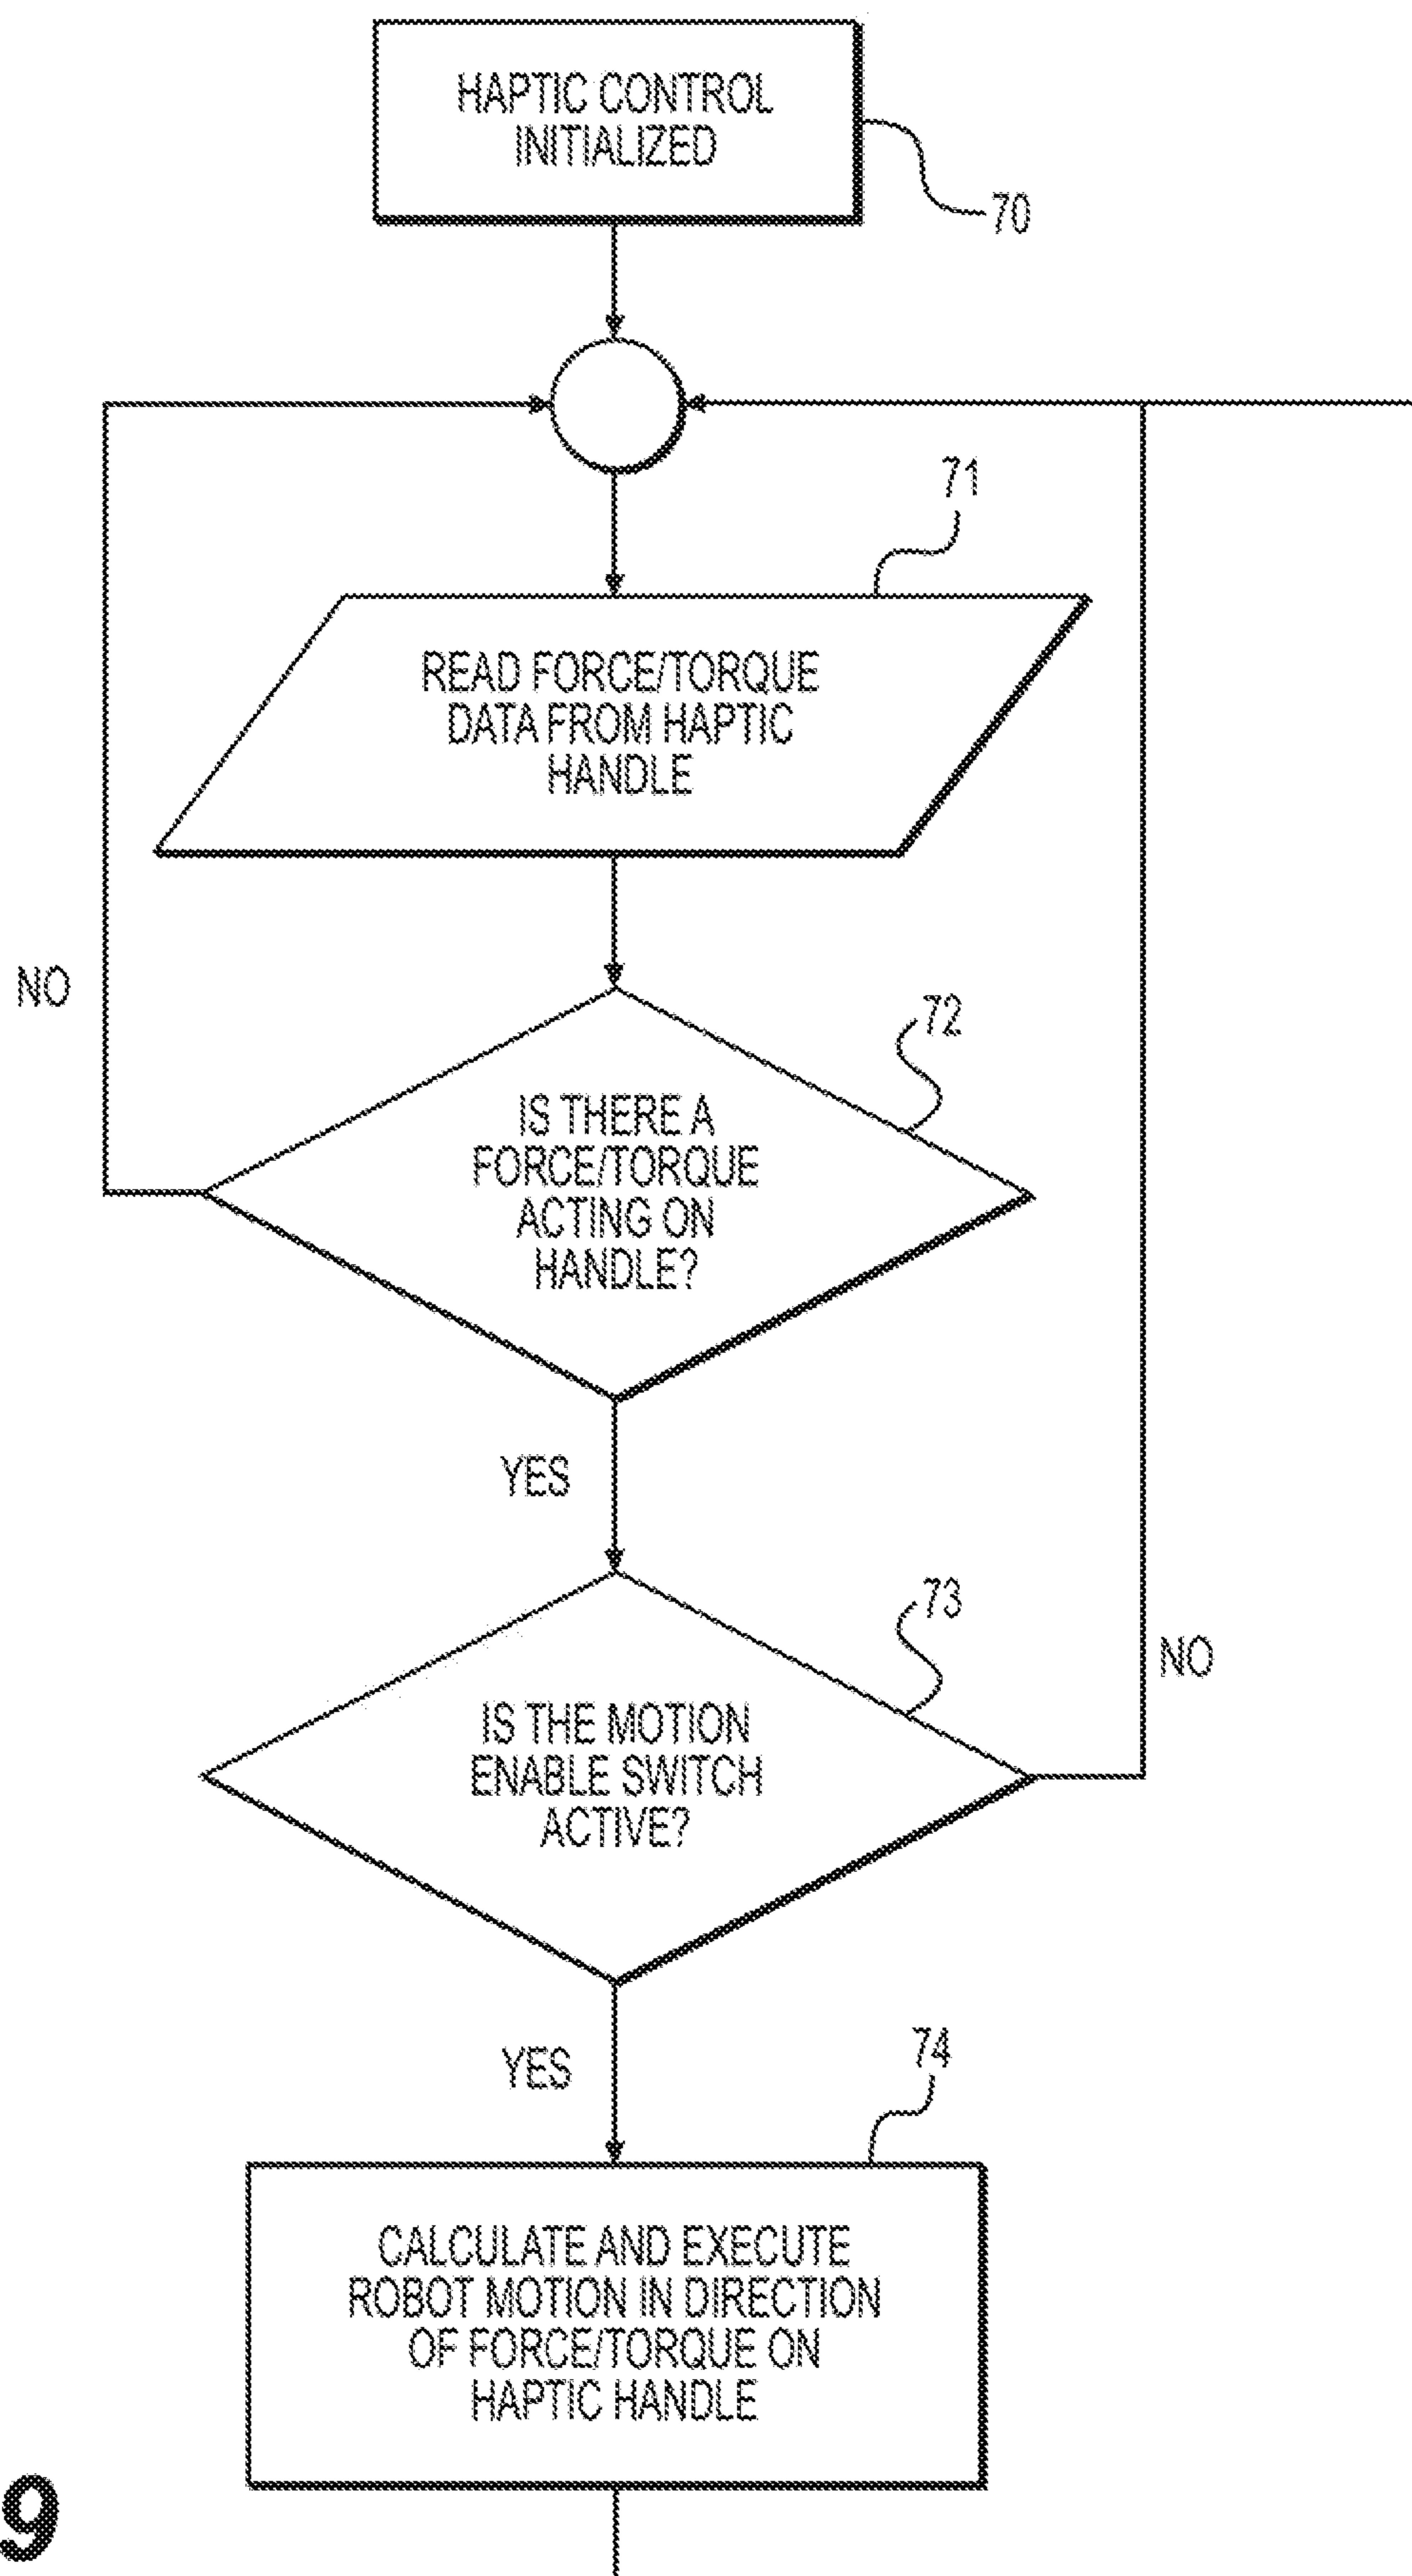 HAPTIC CONTROL
INITIALIZED
70
71
READ FORCE/TORQUE
DATA FROM HAPTIC
HANDLE
NO
72
IS THERE A
FORCE/TORQUE
ACTING ON
HANDLE?
YES
73
NO
IS THE MOTION
ENABLE SWITCH
ACTIVE?
YES
74
CALCULATE AND EXECUTE
ROBOT MOTION IN DIRECTION
OF FORCE/TORQUE ON
HAPTIC HANDLE
9